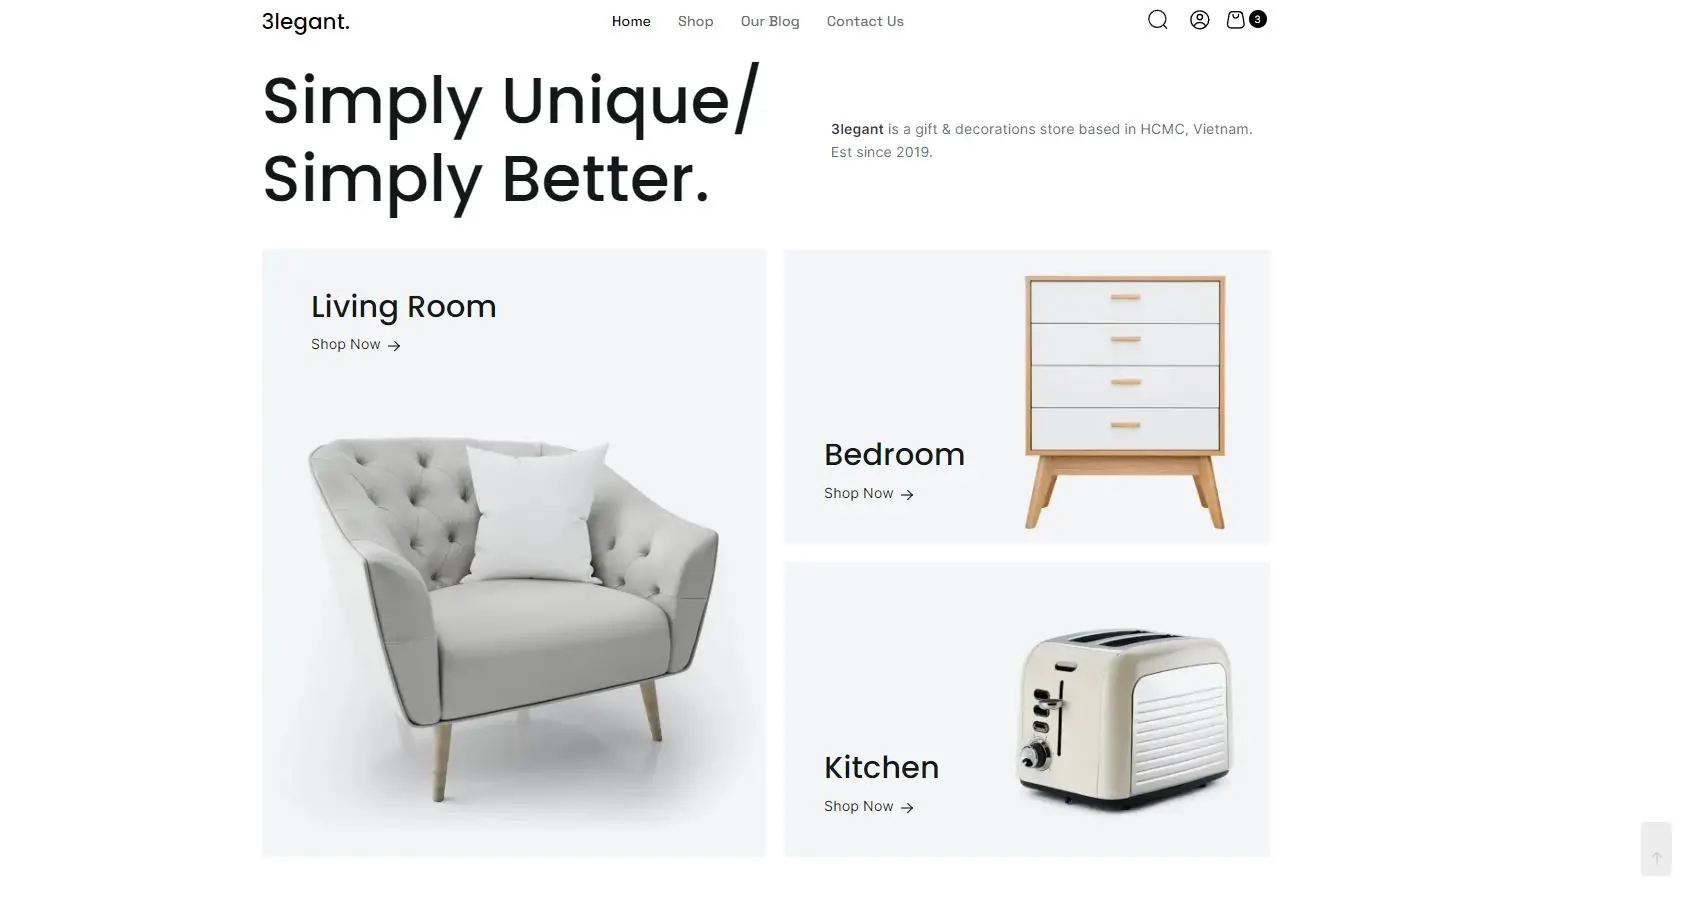 3legant.
Home Shop Our Blog Contact Us
3
Simply Unique/
Simply Better.
3legant is a gift & decorations store based in HCMC, Vietnam.
Est since 2019.
Living Room
Shop Now →
Bedroom
Shop Now →
Kitchen
Shop Now →